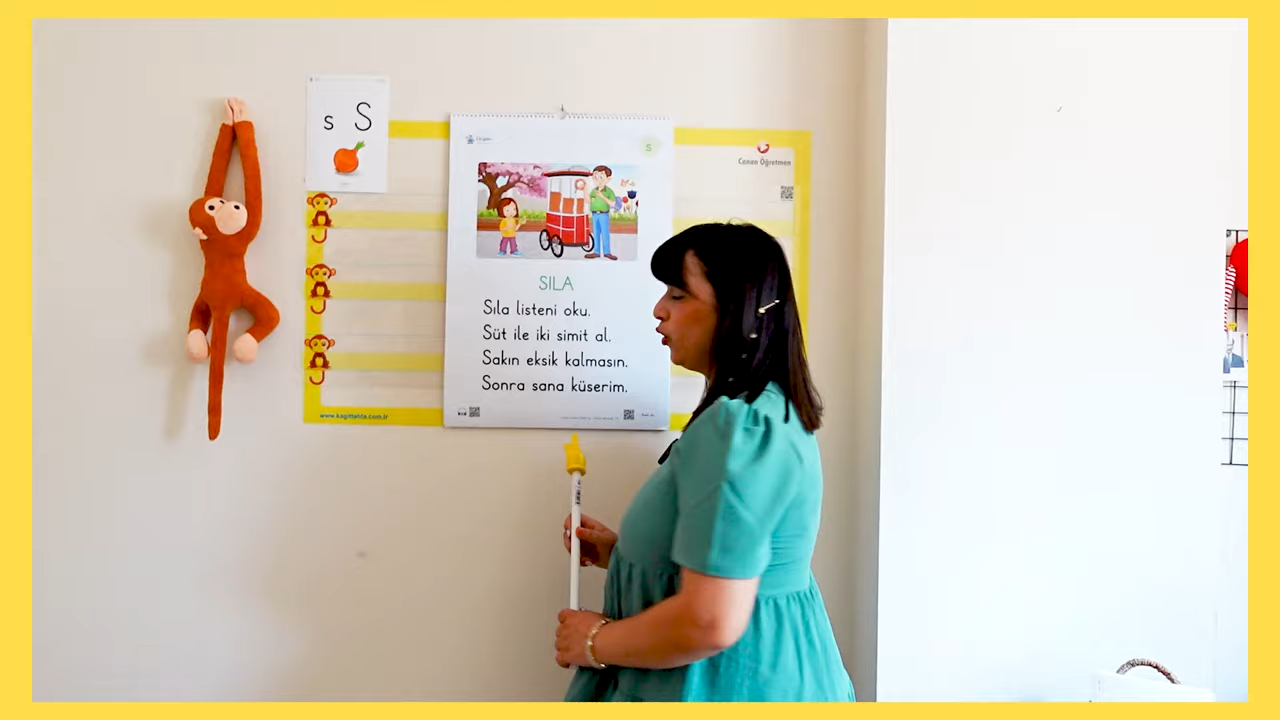 s S
Canan Öğretmen
s
SILA
Sıla listeni oku.
Süt ile iki simit al.
Sakın eksik kalmasın.
Sonra sana küserim.
www.kagittahta.com.tr